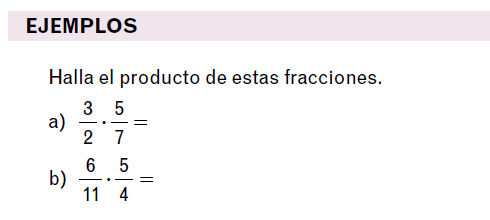 EJEMPLOS
Halla el producto de estas fracciones.
a) 3/2 · 5/7 =
b) 6/11 · 5/4 =